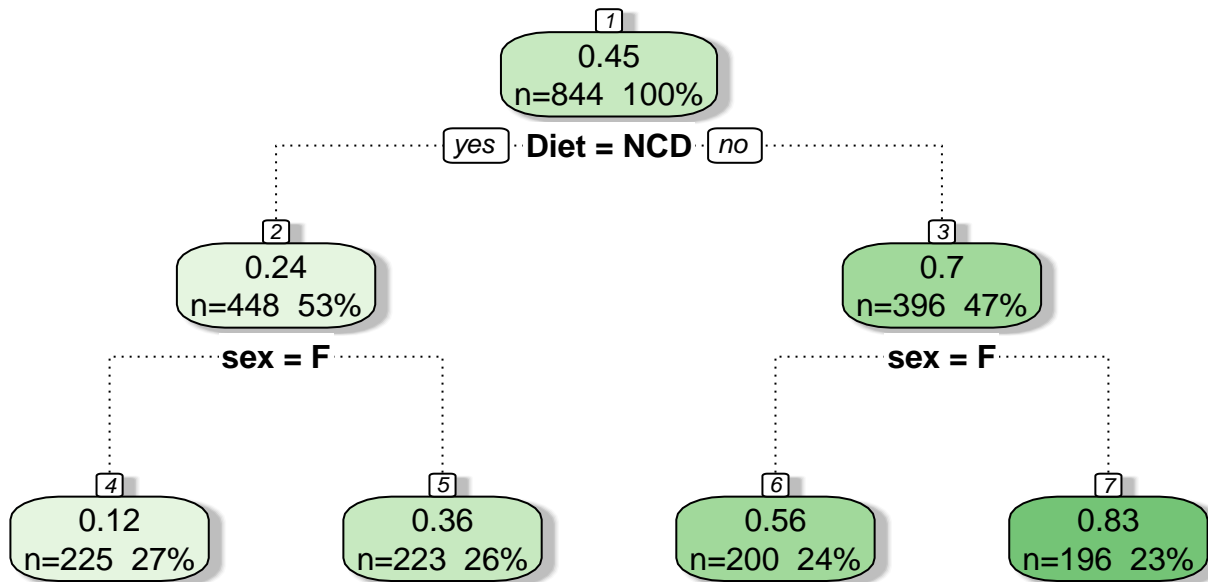 1
0.45
n=844 100%
yes Diet = NCD no
2
0.24
n=448 53%
3
0.7
n=396 47%
sex = F
sex = F
4
0.12
n=225 27%
5
0.36
n=223 26%
6
0.56
n=200 24%
7
0.83
n=196 23%